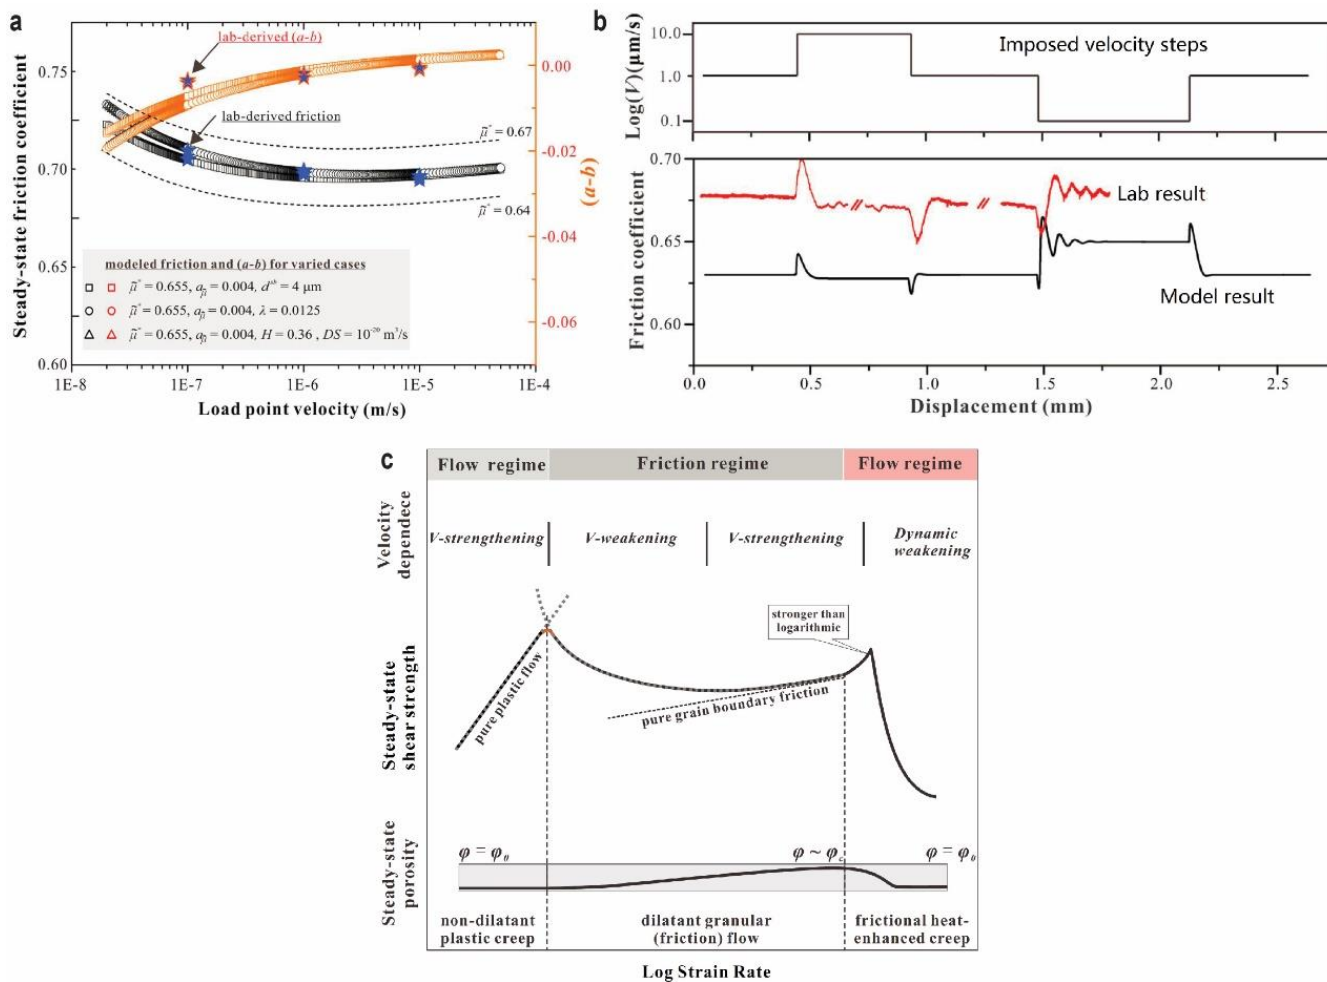 a
Steady-state friction coefficient
0.75
0.70
0.65
0.60
lab-derived (a-b)
lab-derived friction
μ̃* = 0.67
μ̃* = 0.64
modeled friction and (a-b) for varied cases
μ̃* = 0.655, aμ̃ = 0.004, dˢᵇ = 4 μm
μ̃* = 0.655, aμ̃ = 0.004, λ = 0.0125
μ̃* = 0.655, aμ̃ = 0.004, H = 0.36 , DS = 10⁻²⁰ m³/s
1E-8 1E-7 1E-6 1E-5 1E-4
Load point velocity (m/s)
0.00
-0.02
-0.04
-0.06
(a-b)
b
Log(V)(μm/s)
10.0
1.0
0.1
Imposed velocity steps
Friction coefficient
0.70
0.65
0.60
Lab result
Model result
0.0 0.5 1.0 1.5 2.0 2.5
Displacement (mm)
c
Flow regime Friction regime Flow regime
Velocity
dependece
V-strengthening V-weakening V-strengthening Dynamic
weakening
Steady-state
shear strength
stronger than
logarithmic
pure plastic flow
pure grain boundary friction
Steady-state
porosity
φ = φ₀ φ ~ φc φ = φ₀
non-dilatant
plastic creep
dilatant granular
(friction) flow
frictional heat-
enhanced creep
Log Strain Rate